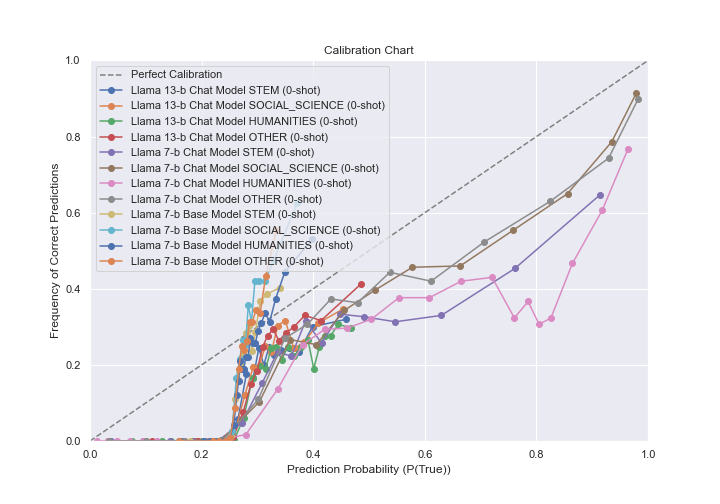 Calibration Chart
1.0
0.8
0.6
0.4
0.2
0.0
Frequency of Correct Predictions
Perfect Calibration
Llama 13-b Chat Model STEM (0-shot)
Llama 13-b Chat Model SOCIAL_SCIENCE (0-shot)
Llama 13-b Chat Model HUMANITIES (0-shot)
Llama 13-b Chat Model OTHER (0-shot)
Llama 7-b Chat Model STEM (0-shot)
Llama 7-b Chat Model SOCIAL_SCIENCE (0-shot)
Llama 7-b Chat Model HUMANITIES (0-shot)
Llama 7-b Chat Model OTHER (0-shot)
Llama 7-b Base Model STEM (0-shot)
Llama 7-b Base Model SOCIAL_SCIENCE (0-shot)
Llama 7-b Base Model HUMANITIES (0-shot)
Llama 7-b Base Model OTHER (0-shot)
0.0 0.2 0.4 0.6 0.8 1.0
Prediction Probability (P(True))